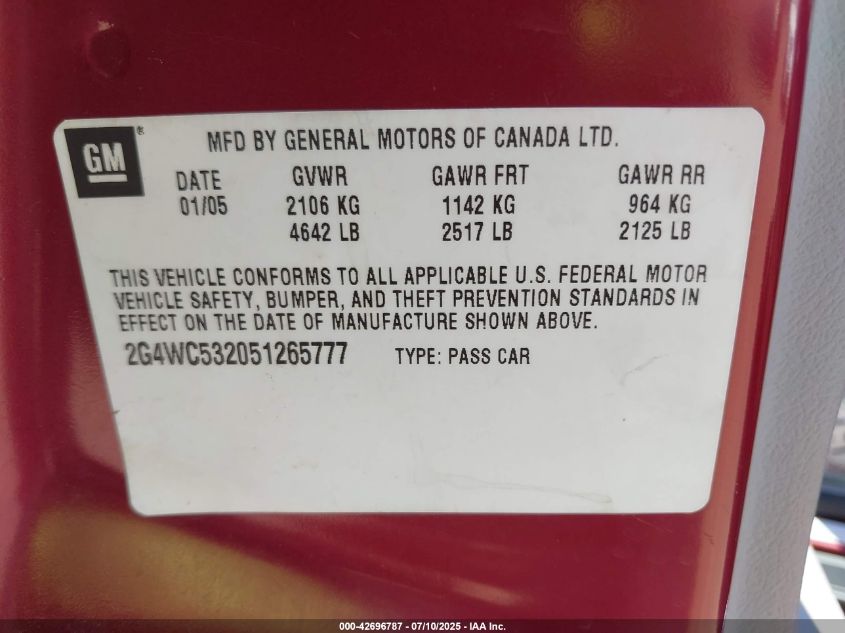 GM®
MFD BY GENERAL MOTORS OF CANADA LTD.
DATE GVWR GAWR FRT GAWR RR
01/05 2106 KG 1142 KG 964 KG
4642 LB 2517 LB 2125 LB
THIS VEHICLE CONFORMS TO ALL APPLICABLE U.S. FEDERAL MOTOR
VEHICLE SAFETY, BUMPER, AND THEFT PREVENTION STANDARDS IN
EFFECT ON THE DATE OF MANUFACTURE SHOWN ABOVE.
2G4WC532051265777 TYPE: PASS CAR
000-42696787 - 07/10/2025 - IAA Inc.